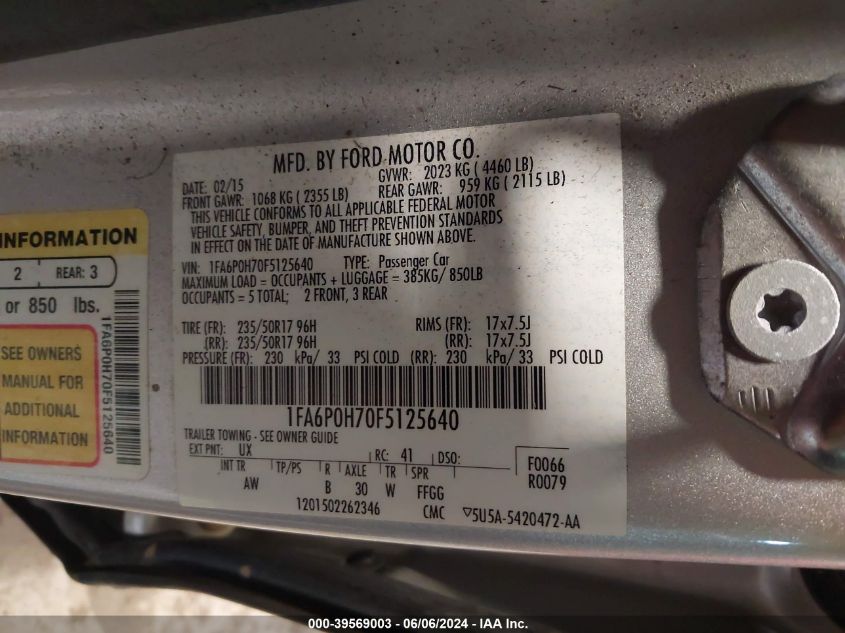 MFD. BY FORD MOTOR CO.
DATE: 02/15 GVWR: 2023 KG ( 4460 LB)
FRONT GAWR: 1068 KG ( 2355 LB) REAR GAWR: 959 KG ( 2115 LB)
THIS VEHICLE CONFORMS TO ALL APPLICABLE FEDERAL MOTOR
VEHICLE SAFETY, BUMPER, AND THEFT PREVENTION STANDARDS
IN EFFECT ON THE DATE OF MANUFACTURE SHOWN ABOVE.
VIN: 1FA6P0H70F5125640 TYPE: Passenger Car
MAXIMUM LOAD = OCCUPANTS + LUGGAGE = 385KG/ 850LB
OCCUPANTS = 5 TOTAL; 2 FRONT, 3 REAR
TIRE (FR): 235/50R17 96H RIMS (FR): 17x7.5J
(RR): 235/50R17 96H (RR): 17x7.5J
PRESSURE (FR): 230 kPa/ 33 PSI COLD (RR): 230 kPa/ 33 PSI COLD
1FA6P0H70F5125640
TRAILER TOWING - SEE OWNER GUIDE
EXT PNT: UX RC: 41 DSO: F0066
R0079
INT TR TP/PS R AXLE TR SPR
AW B 30 W FFGG
1201502262346 CMC 5U5A-5420472-AA
INFORMATION
2 REAR: 3
or 850 lbs.
SEE OWNERS
MANUAL FOR
ADDITIONAL
INFORMATION
1FA6P0H70F5125640
000-39569003 - 06/06/2024 - IAA Inc.